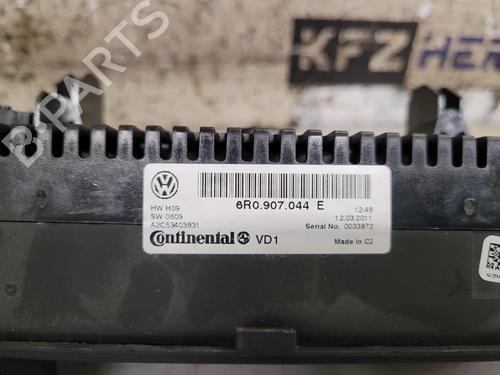 B-PARTS
KFZ HER
6R0.907.044 E
HW H09
12:48
SW 0609
12.03.2011
A2C53403831
Serial No. 0033872
Continental VD1
Made in CZ